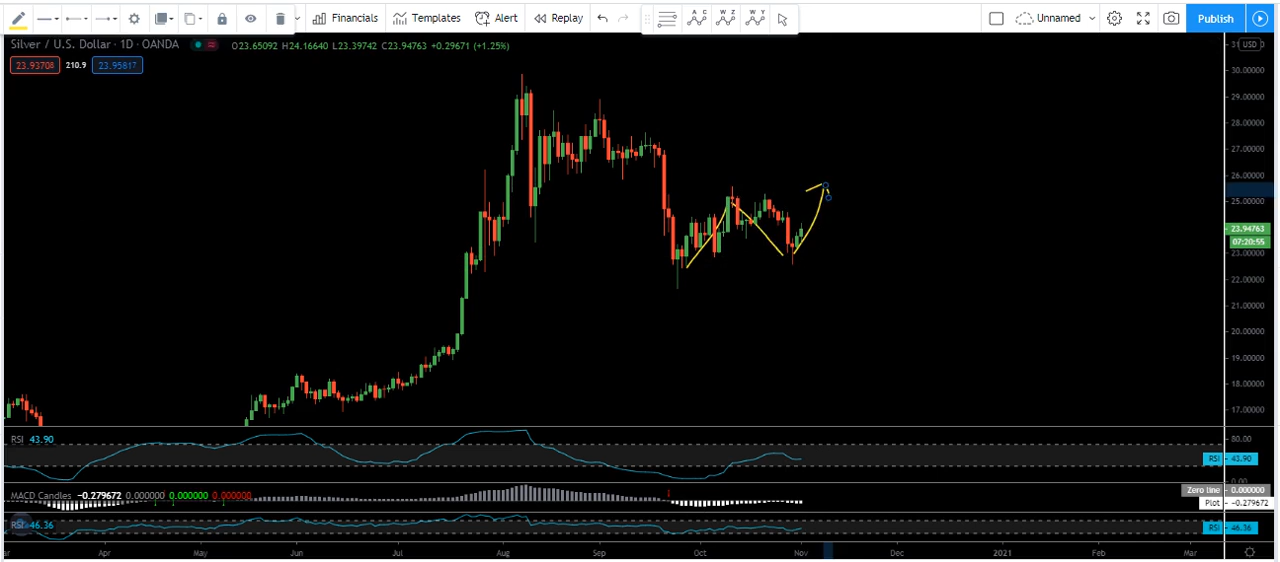 Financials Templates Alert Replay A C W Z W Y Unnamed Publish
Silver / U.S. Dollar · 1D · OANDA O23.65092 H24.16640 L23.39742 C23.94763 +0.29671 (+1.25%)
USD
23.93708 210.9 23.95817
30.00000
29.00000
28.00000
27.00000
26.00000
25.00000
23.94763
07:20:55
23.00000
22.00000
21.00000
20.00000
19.00000
18.00000
17.00000
RSI 43.90
80.00
RSI 43.90
0.00
MACD Candles −0.279672 0.000000 0.000000 0.000000
Zero line 0.000000
Plot −0.279672
RSI 46.36
RSI 46.36
Apr May Jun Jul Aug Sep Oct Nov Dec 2021 Feb Mar